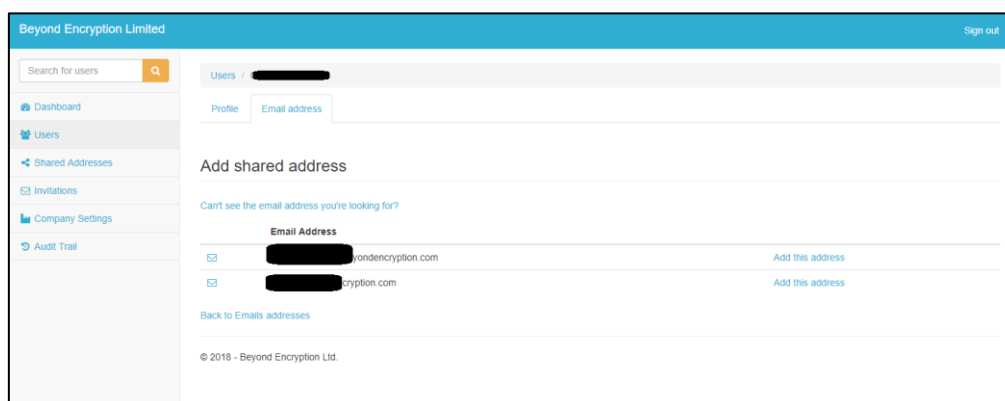 Beyond Encryption Limited
Sign out
Search for users
Users /
Dashboard
Profile
Email address
Users
Shared Addresses
Add shared address
Invitations
Can't see the email address you're looking for?
Company Settings
Email Address
Audit Trail
yondencryption.com
Add this address
cryption.com
Add this address
Back to Emails addresses
© 2018 - Beyond Encryption Ltd.